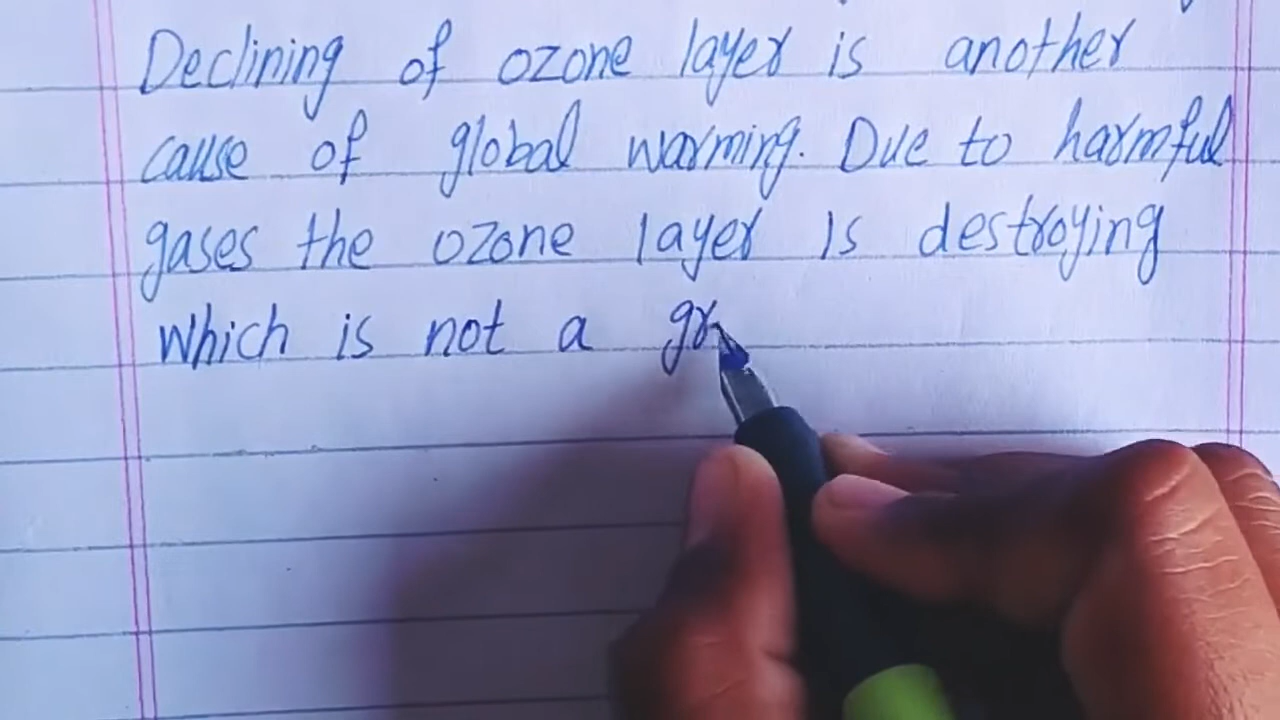 Declining of ozone layer is another
cause of global warming. Due to harmful
gases the ozone layer is destroying
which is not a gr